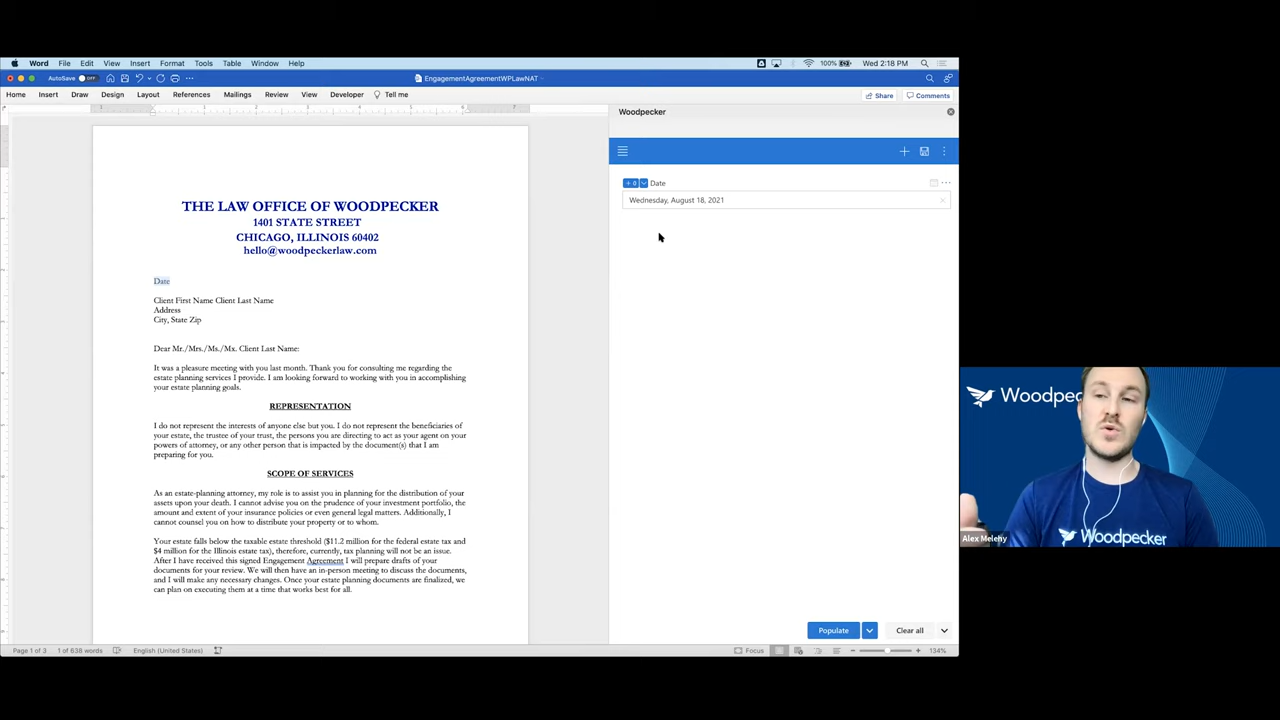 Word File Edit View Insert Format Tools Table Window Help
100% Wed 2:18 PM
AutoSave OFF
EngagementAgreementWPLawNAT
Home Insert Draw Design Layout References Mailings Review View Developer Tell me
Share Comments
Woodpecker
THE LAW OFFICE OF WOODPECKER
1401 STATE STREET
CHICAGO, ILLINOIS 60402
hello@woodpeckerlaw.com
Date
Client First Name Client Last Name
Address
City, State Zip
Dear Mr./Mrs./Ms./Mx. Client Last Name:
It was a pleasure meeting with you last month. Thank you for consulting me regarding the
estate planning services I provide. I am looking forward to working with you in accomplishing
your estate planning goals.
REPRESENTATION
I do not represent the interests of anyone else but you. I do not represent the beneficiaries of
your estate, the trustee of your trust, the persons you are directing to act as your agent on your
powers of attorney, or any other person that is impacted by the document(s) that I am
preparing for you.
SCOPE OF SERVICES
As an estate-planning attorney, my role is to assist you in planning for the distribution of your
assets upon your death. I cannot advise you on the prudence of your investment portfolio, the
amount and extent of your insurance policies or even general legal matters. Additionally, I
cannot counsel you on how to distribute your property or to whom.
Your estate falls below the taxable estate threshold ($11.2 million for the federal estate tax and
$4 million for the Illinois estate tax), therefore, currently, tax planning will not be an issue.
After I have received this signed Engagement Agreement I will prepare drafts of your
documents for your review. We will then have an in-person meeting to discuss the documents,
and I will make any necessary changes. Once your estate planning documents are finalized, we
can plan on executing them at a time that works best for all.
+ 0 Date
Wednesday, August 18, 2021
Populate Clear all
Page 1 of 3 1 of 638 words English (United States)
Focus 134%
Woodpec
Woodpecker
Alex Melehy